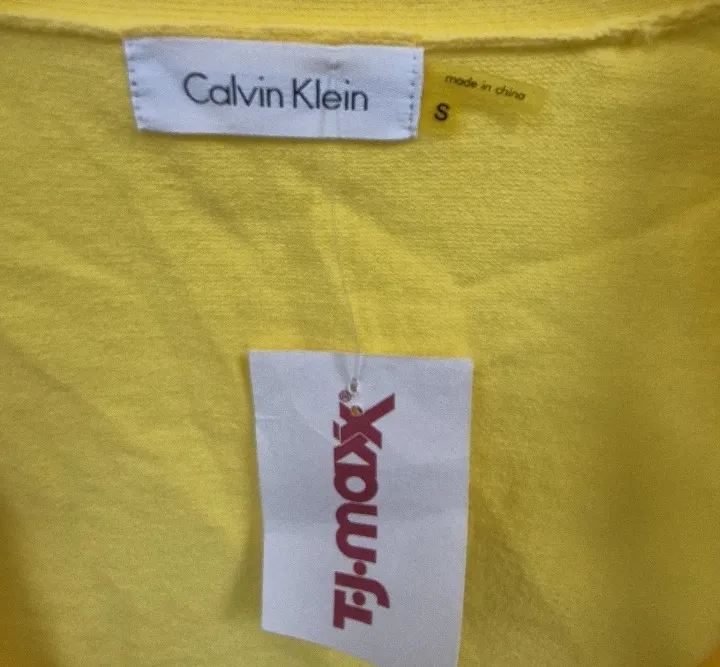 Calvin Klein
made in china
S
T·J·maxx®